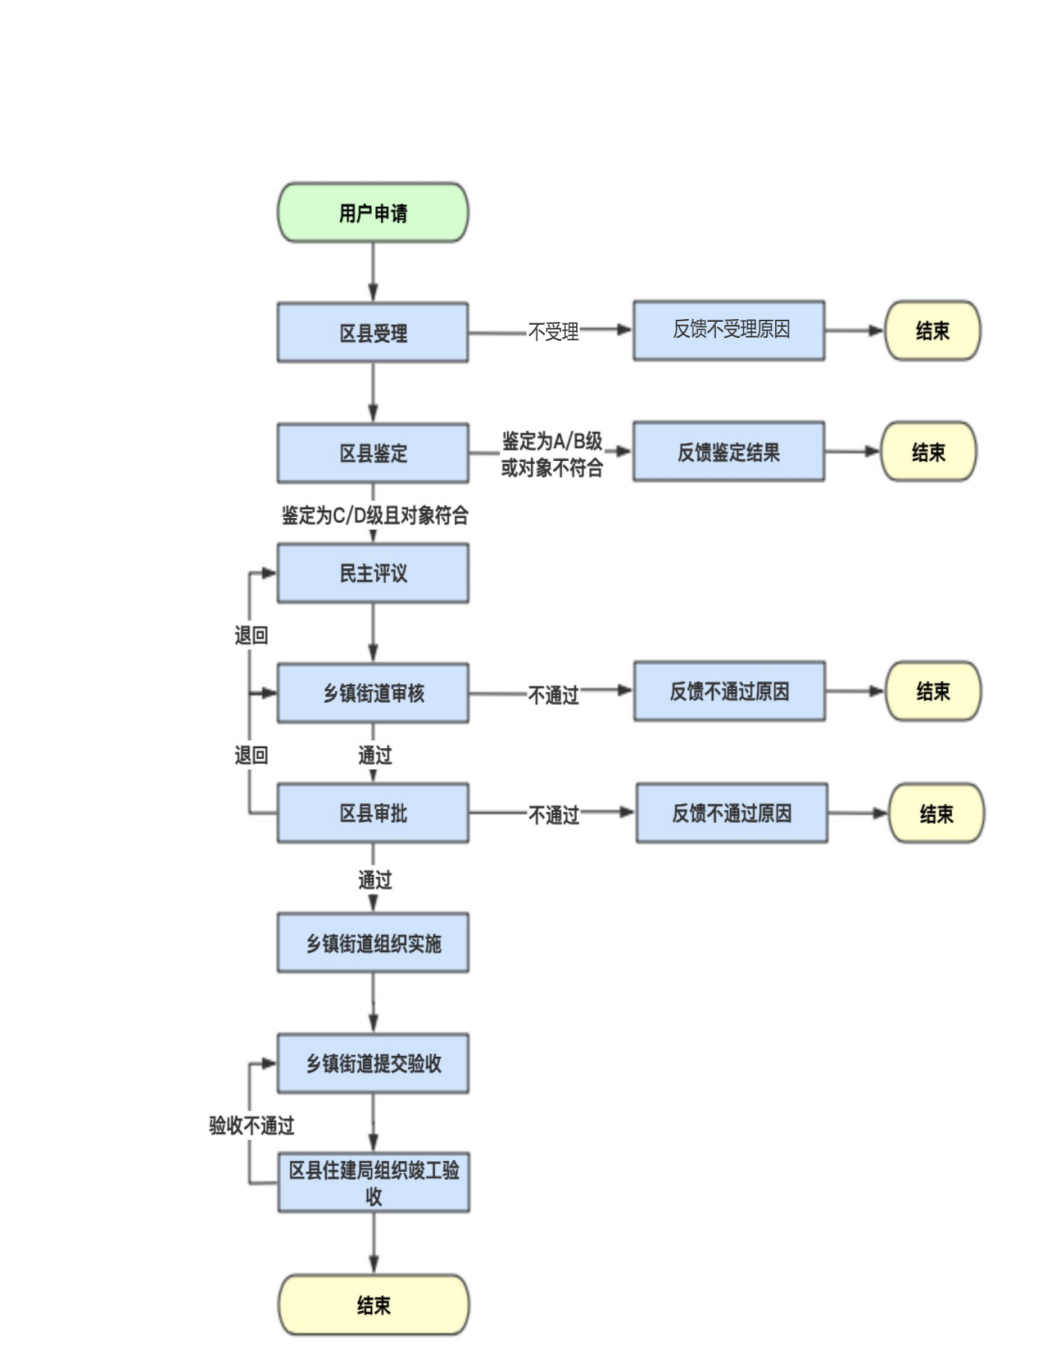 用户申请
区县受理
不受理
反馈不受理原因
结束
区县鉴定
鉴定为A/B级
或对象不符合
反馈鉴定结果
结束
鉴定为C/D级且对象符合
民主评议
退回
乡镇街道审核
不通过
反馈不通过原因
结束
退回
通过
区县审批
不通过
反馈不通过原因
结束
通过
乡镇街道组织实施
乡镇街道提交验收
验收不通过
区县住建局组织竣工验
收
结束